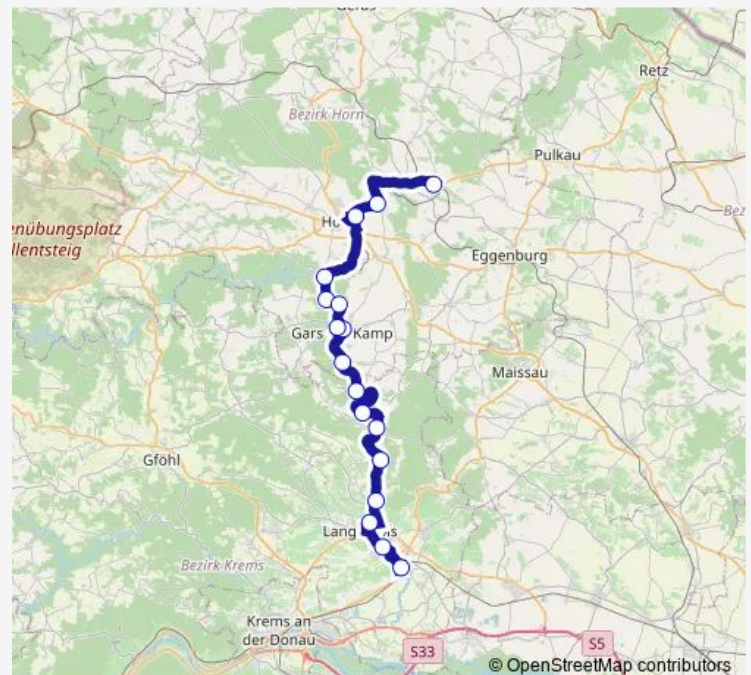 Geras
Retz
Bezirk Horn
Pulkau
Ho
enübungsplatz
llentsteig
Bez
Eggenburg
Gars
Kamp
Maissau
Gföhl
Lang
is
Bezirk Krems
Krems an
der Donau
S33
S5
© OpenStreetMap contributors